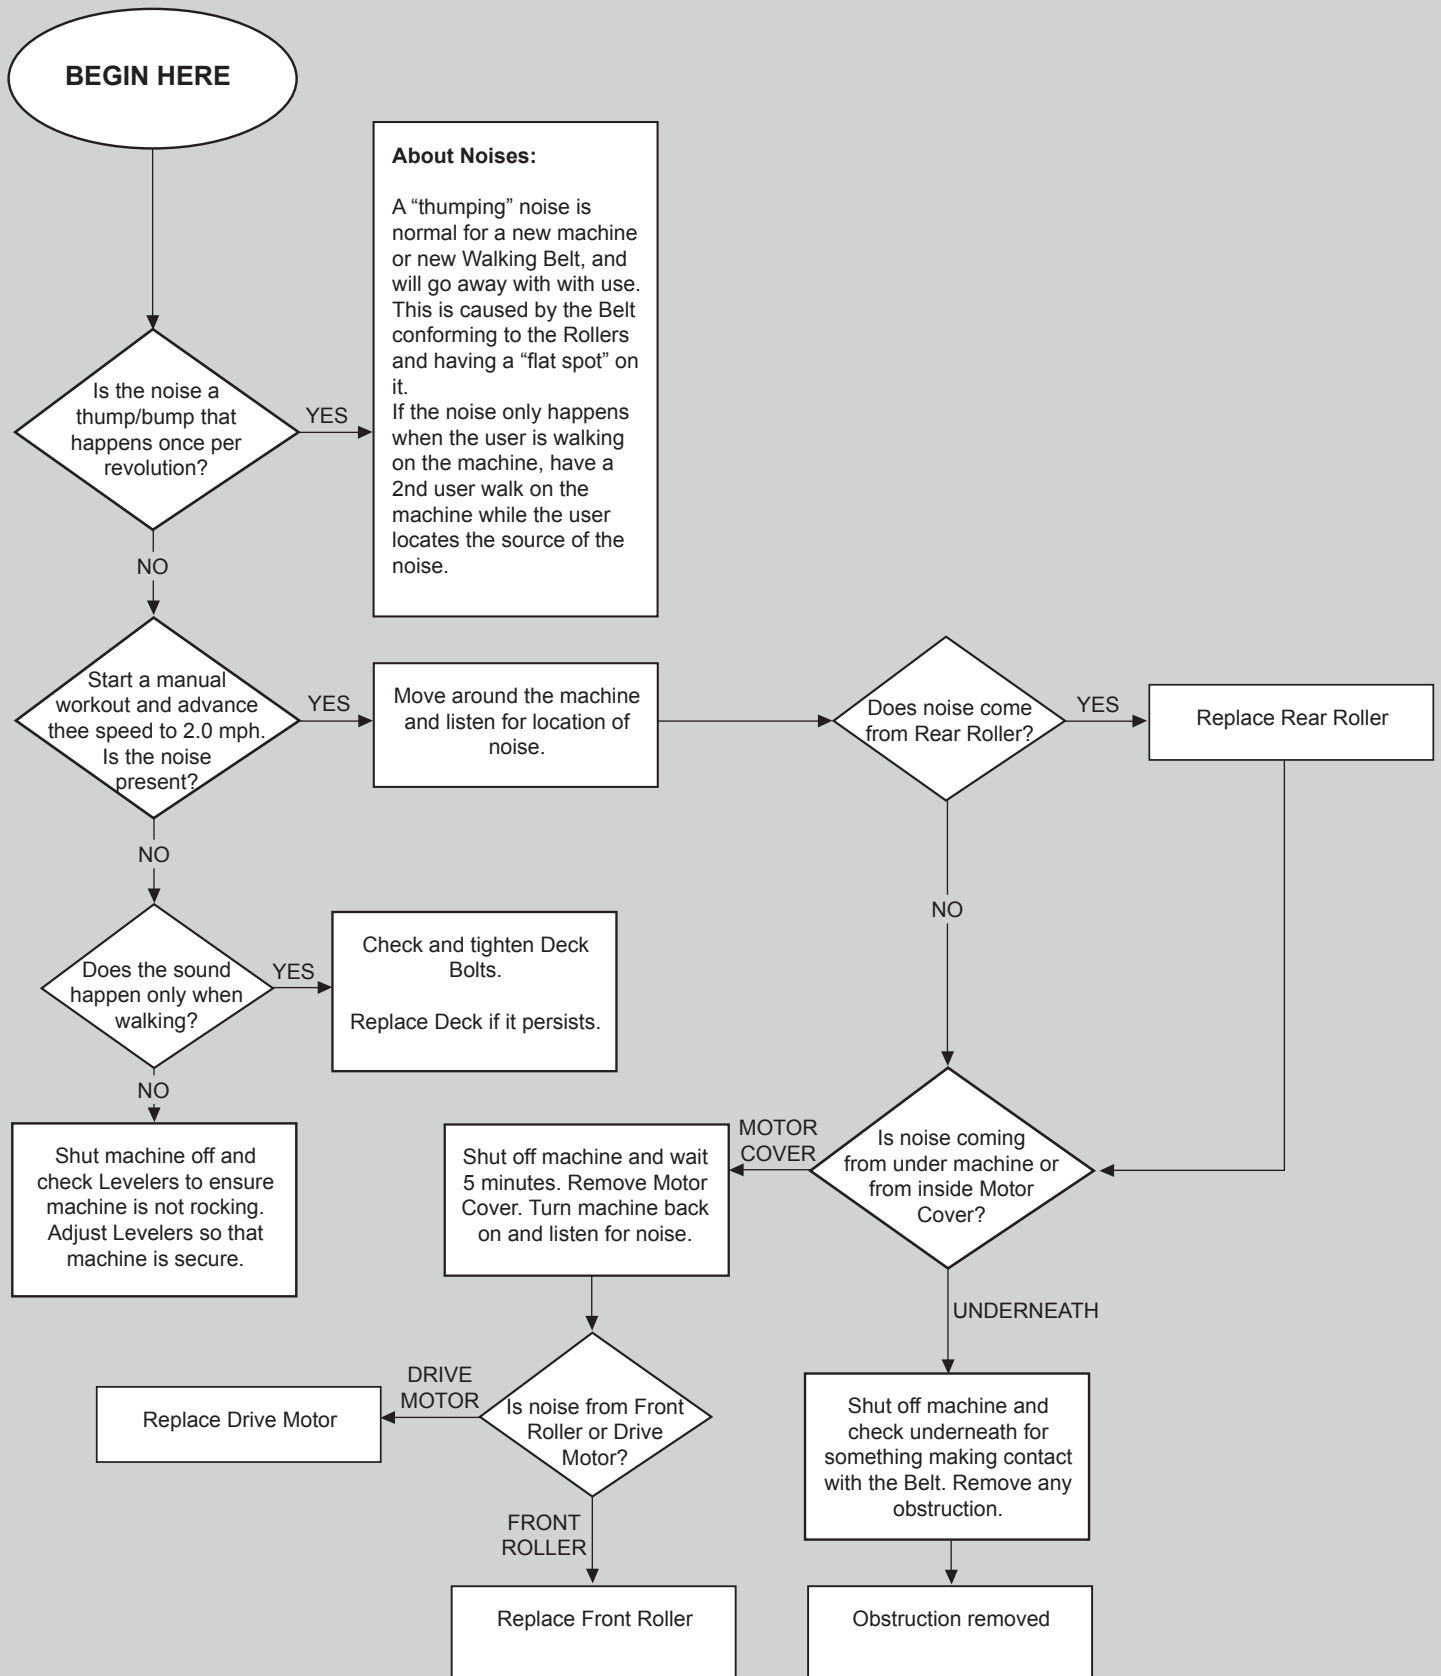 BEGIN HERE
About Noises:
A “thumping” noise is
normal for a new machine
or new Walking Belt, and
will go away with with use.
This is caused by the Belt
conforming to the Rollers
and having a “flat spot” on
it.
If the noise only happens
when the user is walking
on the machine, have a
2nd user walk on the
machine while the user
locates the source of the
noise.
Is the noise a
thump/bump that
happens once per
revolution?
YES
NO
Start a manual
workout and advance
thee speed to 2.0 mph.
Is the noise
present?
YES
Move around the machine
and listen for location of
noise.
Does noise come
from Rear Roller?
YES
Replace Rear Roller
NO
NO
Does the sound
happen only when
walking?
YES
Check and tighten Deck
Bolts.
Replace Deck if it persists.
NO
Shut machine off and
check Levelers to ensure
machine is not rocking.
Adjust Levelers so that
machine is secure.
Shut off machine and wait
5 minutes. Remove Motor
Cover. Turn machine back
on and listen for noise.
MOTOR
COVER
Is noise coming
from under machine or
from inside Motor
Cover?
UNDERNEATH
DRIVE
MOTOR
Replace Drive Motor
Is noise from Front
Roller or Drive
Motor?
Shut off machine and
check underneath for
something making contact
with the Belt. Remove any
obstruction.
FRONT
ROLLER
Replace Front Roller
Obstruction removed